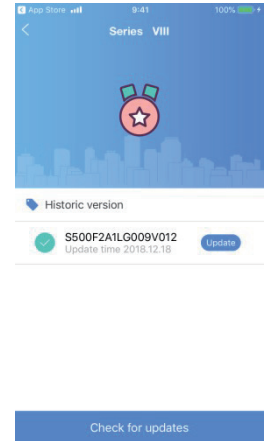 App Store 9:41 100%
Series VIII
Historic version
S500F2A1LG009V012
Update time 2018.12.18
Update
Check for updates